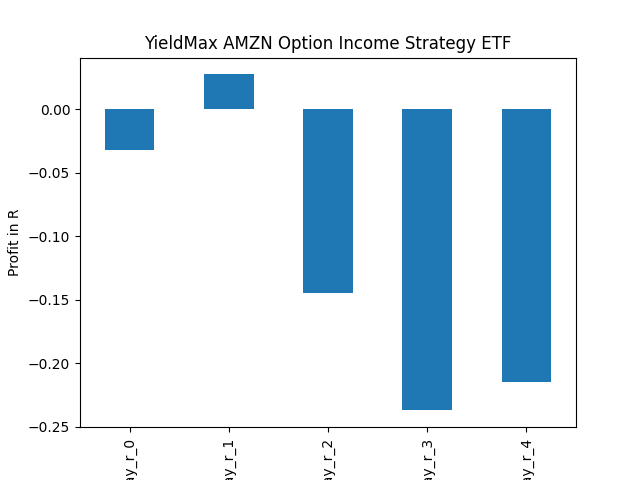 YieldMax AMZN Option Income Strategy ETF
Profit in R
0.00
−0.05
−0.10
−0.15
−0.20
−0.25
ay_r_0
ay_r_1
ay_r_2
ay_r_3
ay_r_4